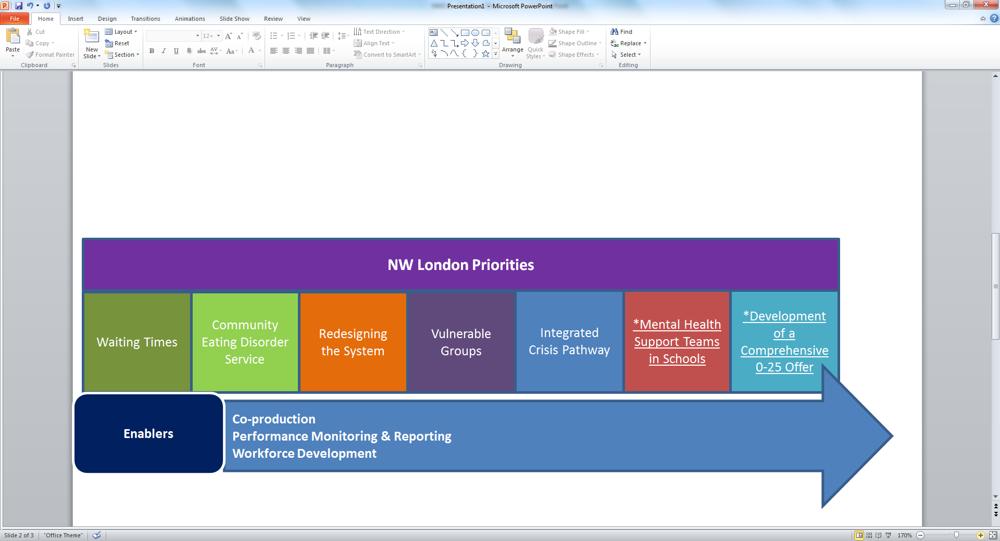 Presentation1 - Microsoft PowerPoint
File Home Insert Design Transitions Animations Slide Show Review View
Paste
Cut
Copy
Format Painter
Clipboard
New
Slide
Layout
Reset
Section
Slides
12+
B I U S abc AV Aa A
Font
Text Direction
Align Text
Convert to SmartArt
Paragraph
Arrange
Quick
Styles
Shape Fill
Shape Outline
Shape Effects
Drawing
Find
Replace
Select
Editing
NW London Priorities
Waiting Times
Community
Eating Disorder
Service
Redesigning
the System
Vulnerable
Groups
Integrated
Crisis Pathway
*Mental Health
Support Teams
in Schools
*Development
of a
Comprehensive
0-25 Offer
Enablers
Co-production
Performance Monitoring & Reporting
Workforce Development
Slide 2 of 3 "Office Theme" 170%